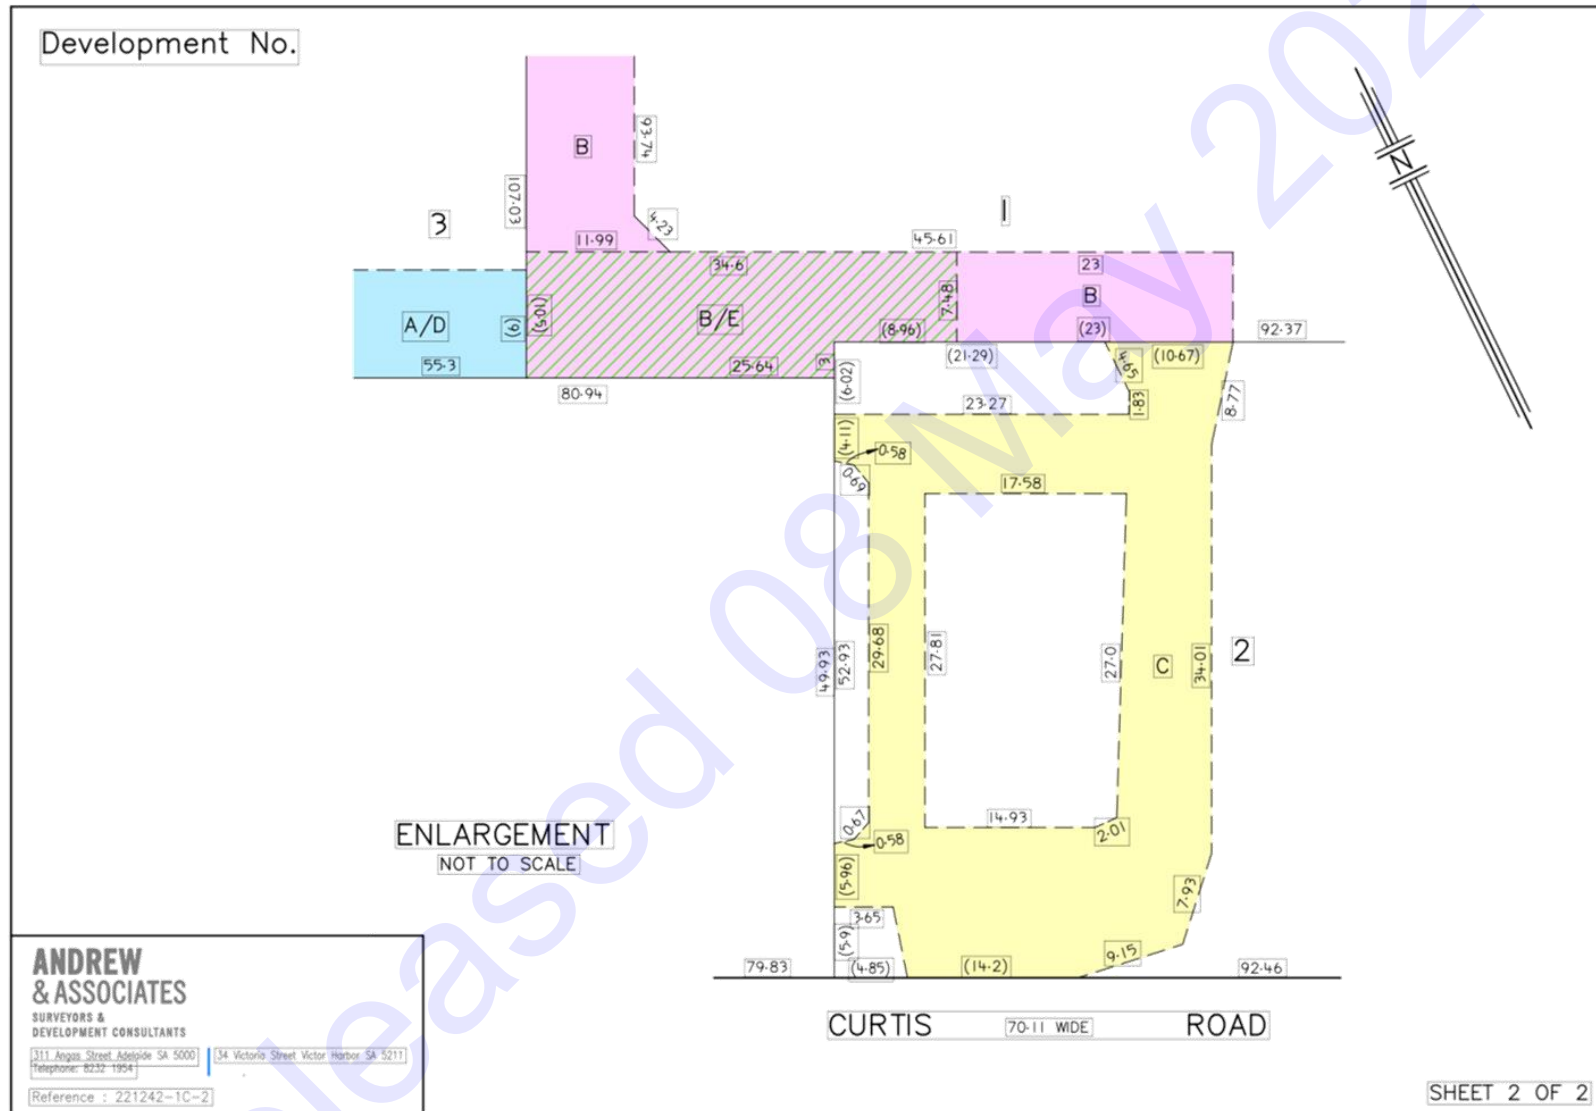 Development No.
B
93·74
107·03
3
4·23
1
11·99
45·61
34·6
23
N
A/D
(9)
(10·5)
B/E
7·48
B
(8·96)
(23)
92·37
55·3
25·64
3
(21·29)
4·65
(10·67)
80·94
(6·02)
23·27
1·83
8·77
(4·11)
0·58
0·69
17·58
49·93
52·93
29·68
27·81
27·0
C
34·01
2
ENLARGEMENT
NOT TO SCALE
0·67
0·58
14·93
2·01
(5·96)
7·93
3·65
(5·9)
9·15
79·83
(4·85)
(14·2)
92·46
CURTIS 70·11 WIDE ROAD
ANDREW
& ASSOCIATES
SURVEYORS &
DEVELOPMENT CONSULTANTS
311 Angas Street Adelaide SA 5000 34 Victoria Street Victor Harbor SA 5211
Telephone: 8232 1954
Reference : 221242-1C-2
SHEET 2 OF 2
eleased 08 May 202